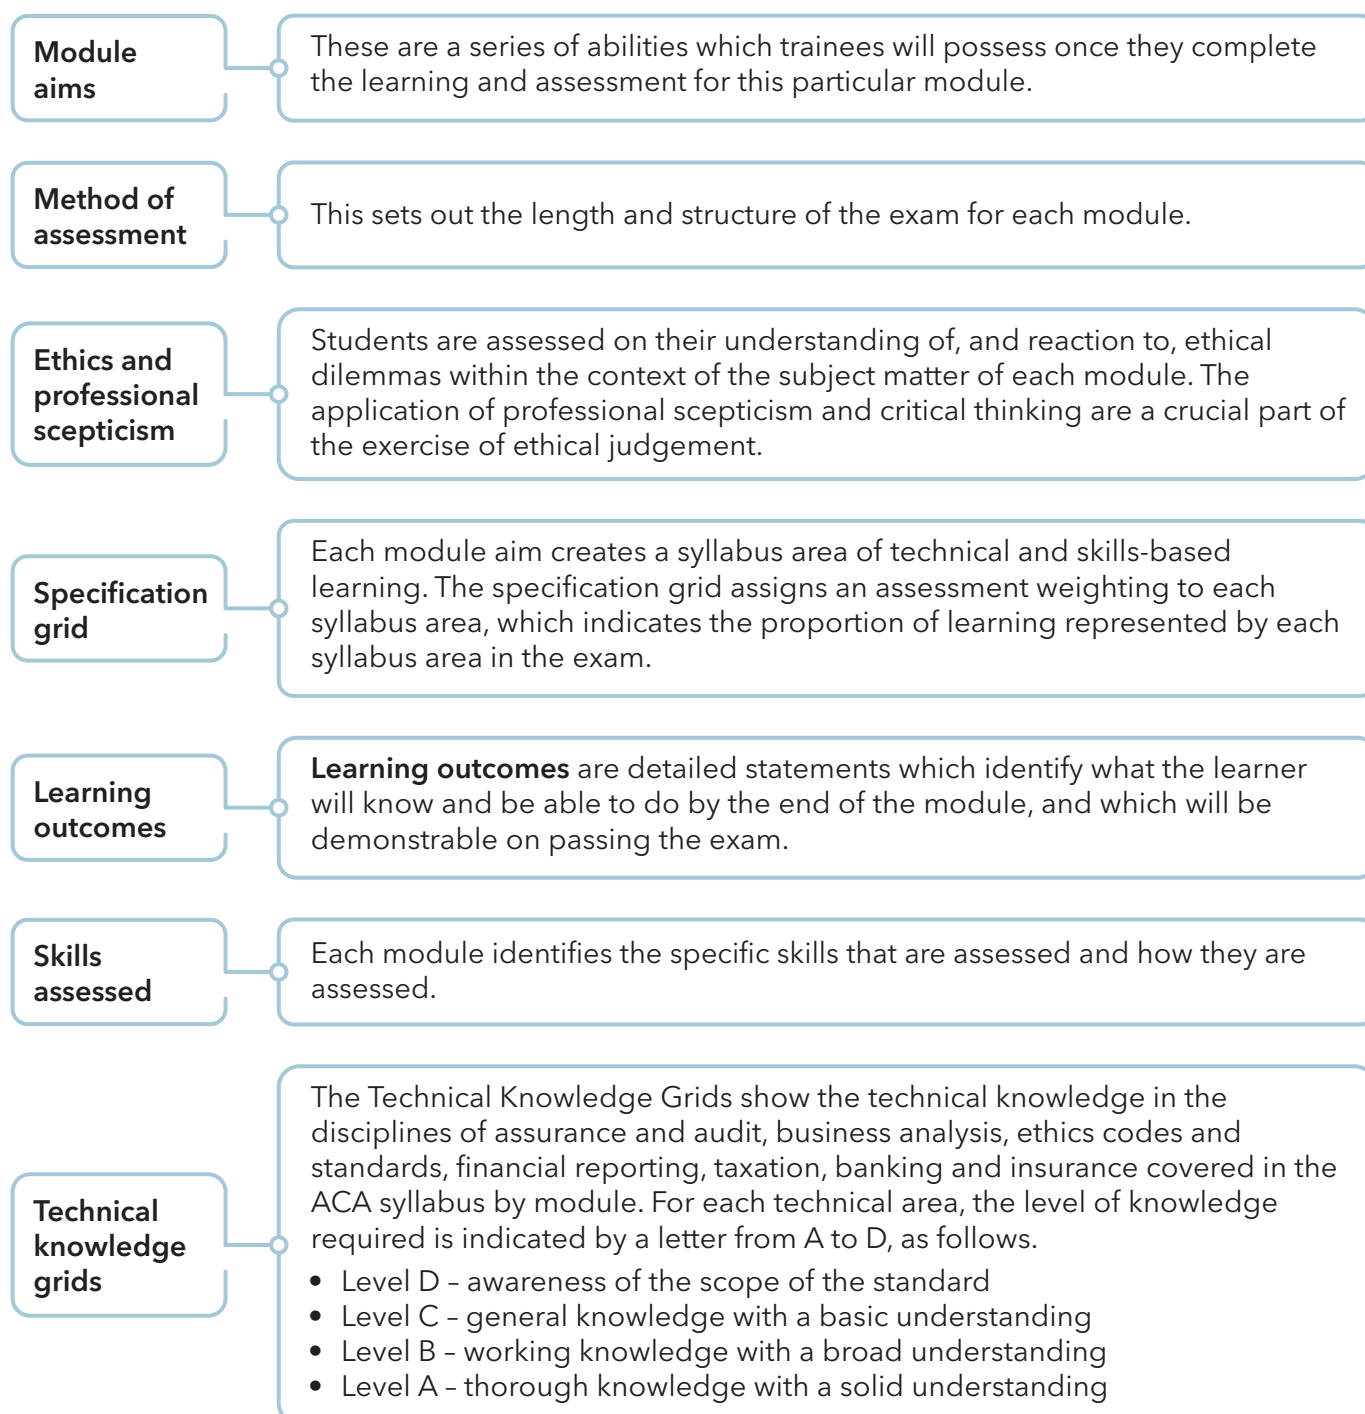 Module
aims
These are a series of abilities which trainees will possess once they complete
the learning and assessment for this particular module.
Method of
assessment
This sets out the length and structure of the exam for each module.
Ethics and
professional
scepticism
Students are assessed on their understanding of, and reaction to, ethical
dilemmas within the context of the subject matter of each module. The
application of professional scepticism and critical thinking are a crucial part of
the exercise of ethical judgement.
Specification
grid
Each module aim creates a syllabus area of technical and skills-based
learning. The specification grid assigns an assessment weighting to each
syllabus area, which indicates the proportion of learning represented by each
syllabus area in the exam.
Learning
outcomes
Learning outcomes are detailed statements which identify what the learner
will know and be able to do by the end of the module, and which will be
demonstrable on passing the exam.
Skills
assessed
Each module identifies the specific skills that are assessed and how they are
assessed.
Technical
knowledge
grids
The Technical Knowledge Grids show the technical knowledge in the
disciplines of assurance and audit, business analysis, ethics codes and
standards, financial reporting, taxation, banking and insurance covered in the
ACA syllabus by module. For each technical area, the level of knowledge
required is indicated by a letter from A to D, as follows.
• Level D – awareness of the scope of the standard
• Level C – general knowledge with a basic understanding
• Level B – working knowledge with a broad understanding
• Level A – thorough knowledge with a solid understanding